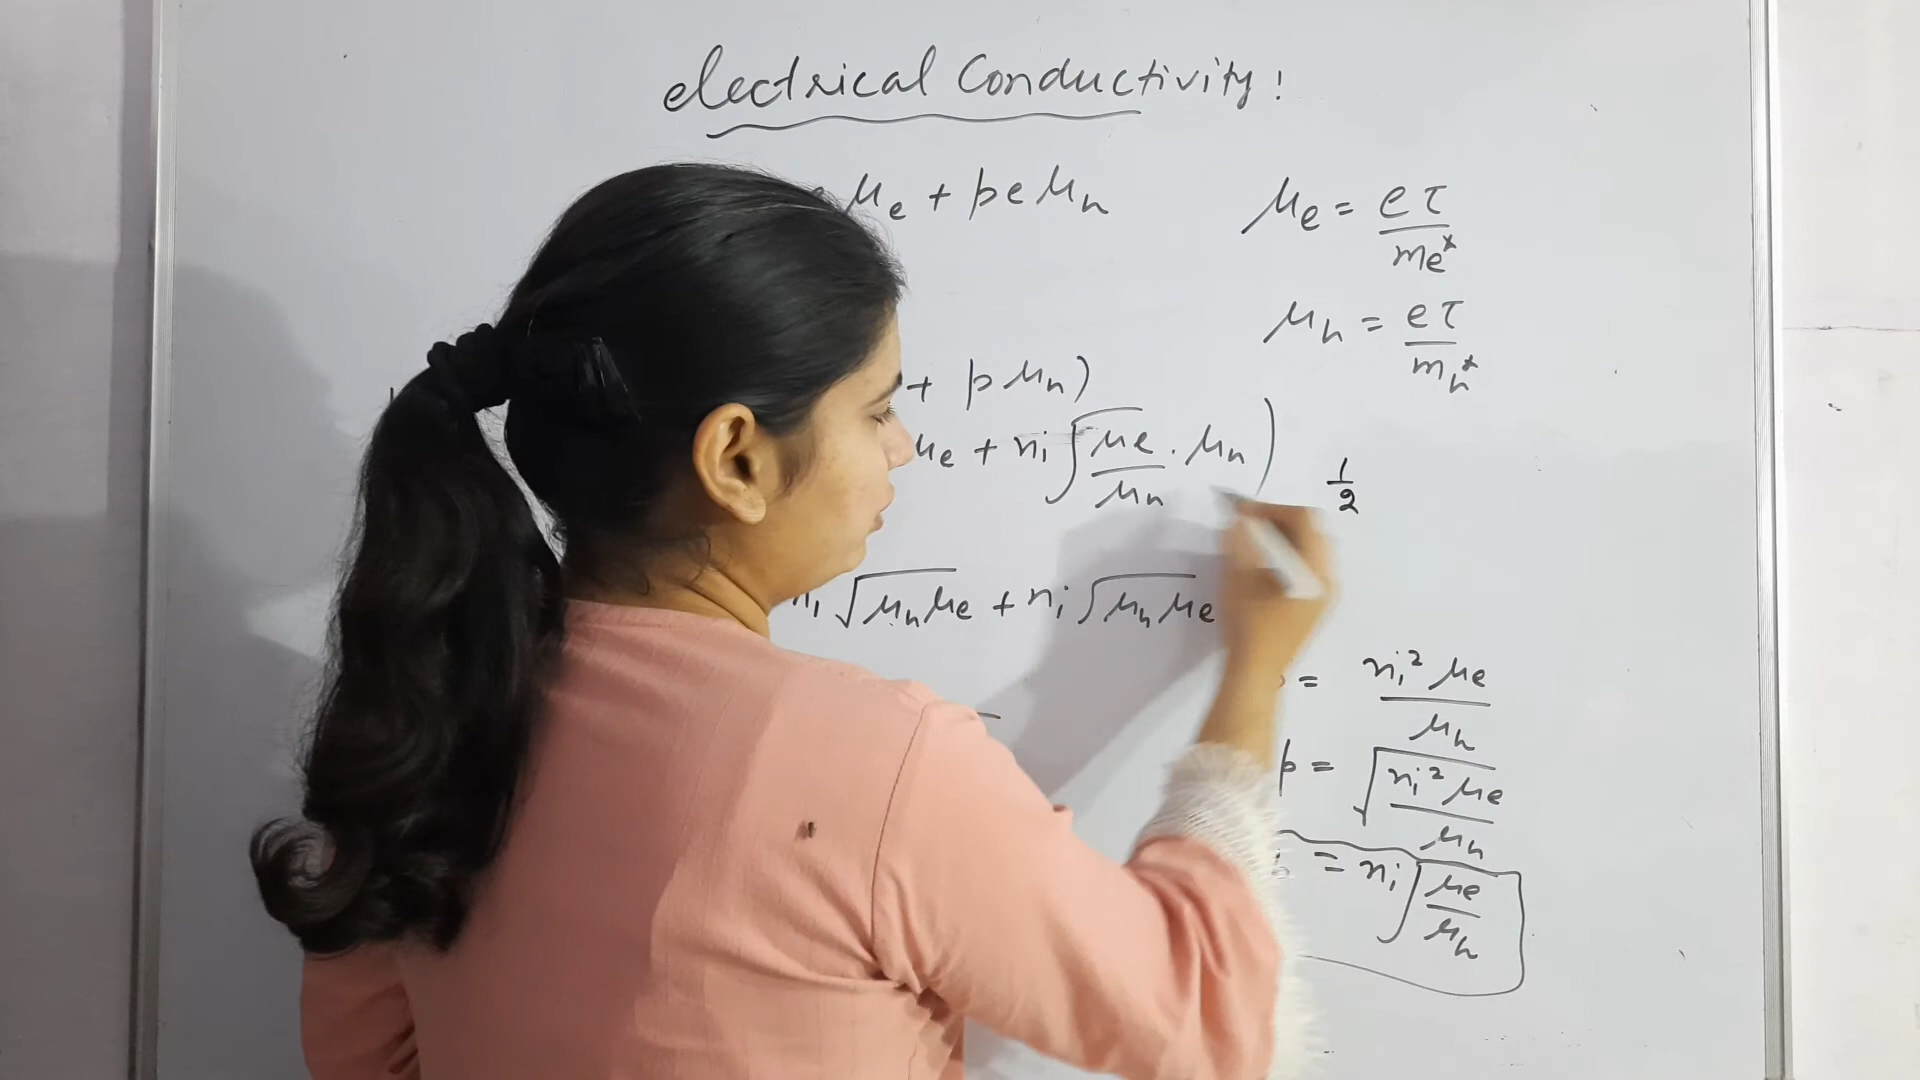 electrical Conductivity!
μe + peμh
μe = eτ/me*
μh = eτ/mh*
+ pμh)
μe + ni √(μe/μh) . μh)
1/2
ni √μhμe + ni √μhμe
= ni² μe/μh
p = √(ni² μe/μh)
= ni √(μe/μh)